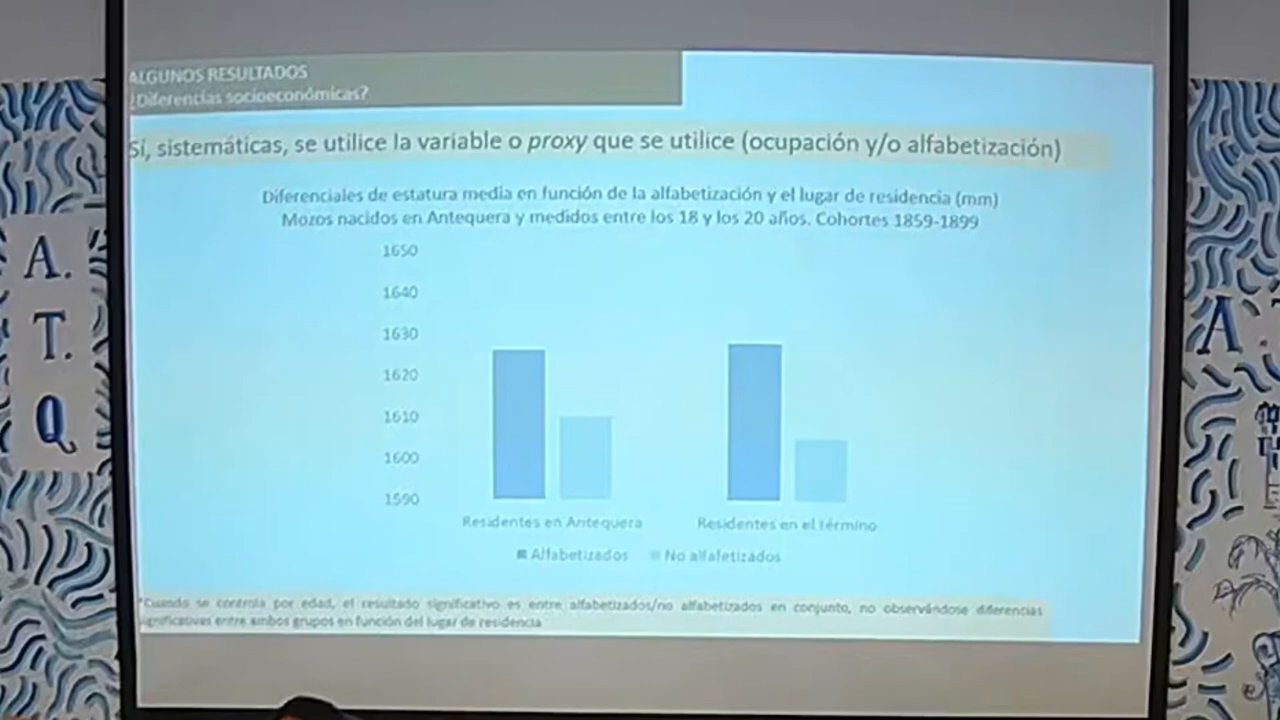 ALGUNOS RESULTADOS
¿Diferencias socioeconómicas?
Sí, sistemáticas, se utilice la variable o proxy que se utilice (ocupación y/o alfabetización)
Diferenciales de estatura media en función de la alfabetización y el lugar de residencia (mm)
Mozos nacidos en Antequera y medidos entre los 18 y los 20 años. Cohortes 1859-1899
1650
1640
1630
1620
1610
1600
1590
Residentes en Antequera
Residentes en el término
Alfabetizados
No alfafetizados
*Cuando se controla por edad, el resultado significativo es entre alfabetizados/no alfabetizados en conjunto, no observándose diferencias
significativas entre ambos grupos en función del lugar de residencia
A.
T.
Q
A.